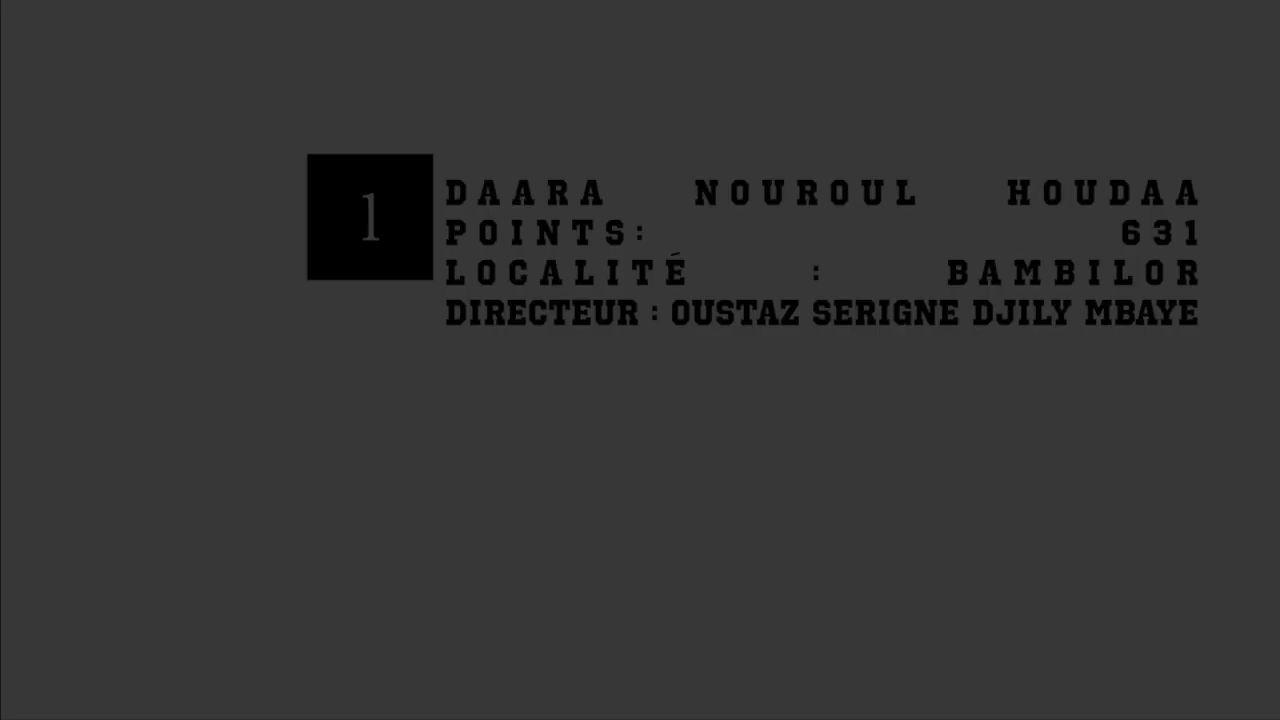 1
DAARA NOUROUL HOUDAA
POINTS: 631
LOCALITÉ : BAMBILOR
DIRECTEUR : OUSTAZ SERIGNE DJILY MBAYE